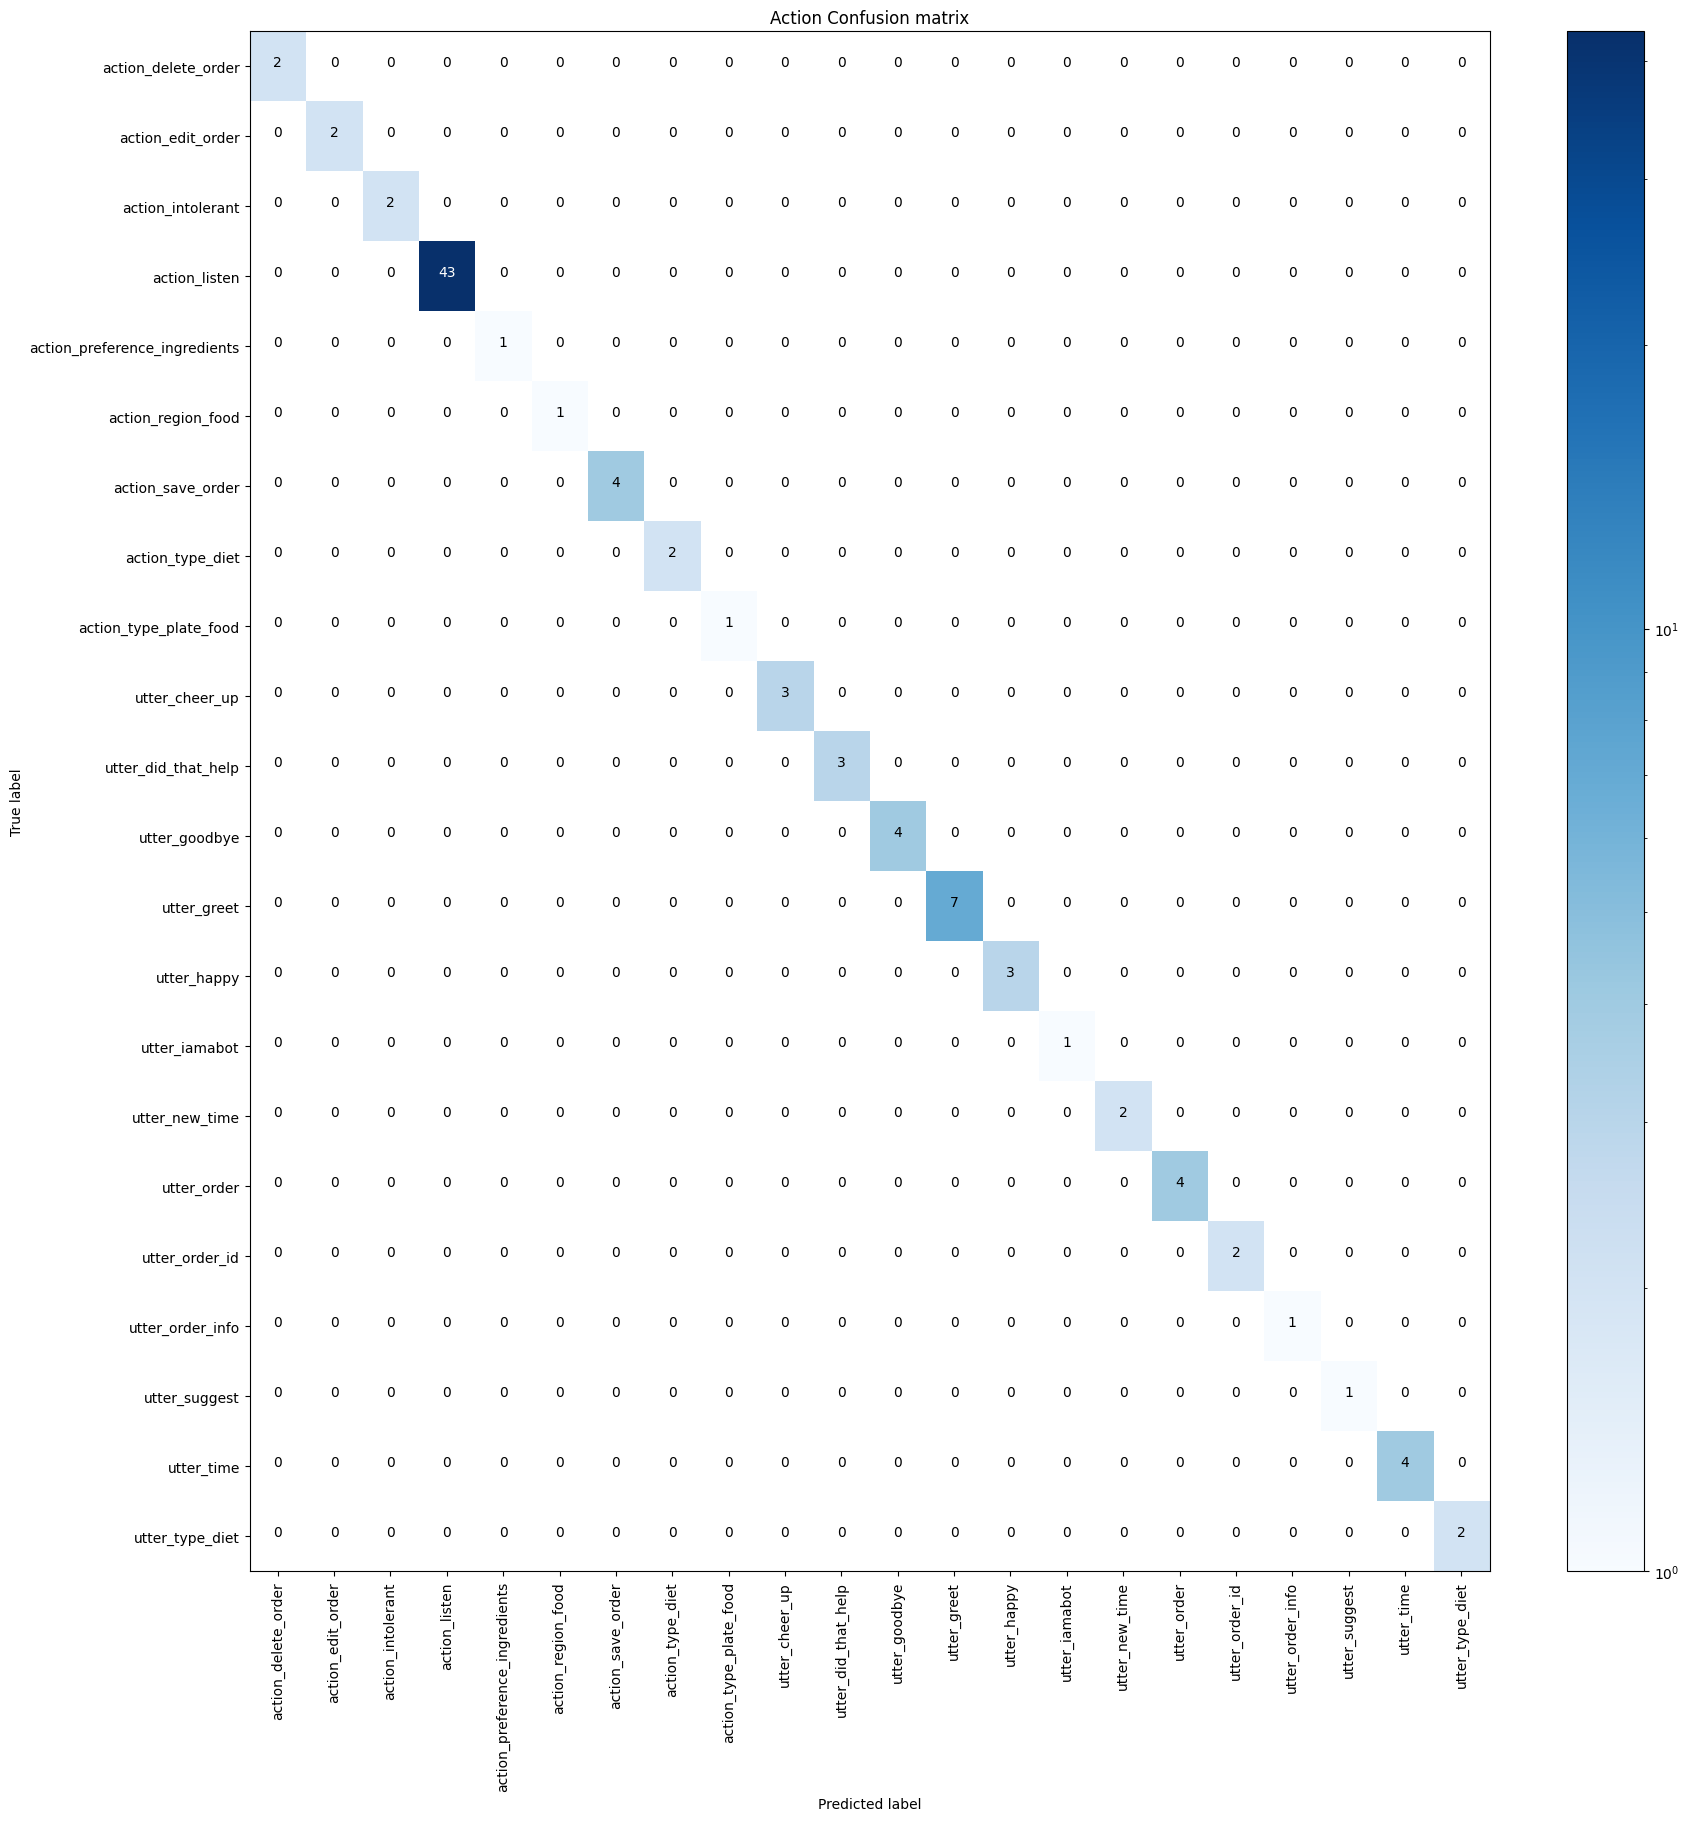 Action Confusion matrix
action_delete_order 2 0 0 0 0 0 0 0 0 0 0 0 0 0 0 0 0 0 0 0 0 0
action_edit_order 0 2 0 0 0 0 0 0 0 0 0 0 0 0 0 0 0 0 0 0 0 0
action_intolerant 0 0 2 0 0 0 0 0 0 0 0 0 0 0 0 0 0 0 0 0 0 0
action_listen 0 0 0 43 0 0 0 0 0 0 0 0 0 0 0 0 0 0 0 0 0 0
action_preference_ingredients 0 0 0 0 1 0 0 0 0 0 0 0 0 0 0 0 0 0 0 0 0 0
action_region_food 0 0 0 0 0 1 0 0 0 0 0 0 0 0 0 0 0 0 0 0 0 0
action_save_order 0 0 0 0 0 0 4 0 0 0 0 0 0 0 0 0 0 0 0 0 0 0
action_type_diet 0 0 0 0 0 0 0 2 0 0 0 0 0 0 0 0 0 0 0 0 0 0
action_type_plate_food 0 0 0 0 0 0 0 0 1 0 0 0 0 0 0 0 0 0 0 0 0 0
utter_cheer_up 0 0 0 0 0 0 0 0 0 3 0 0 0 0 0 0 0 0 0 0 0 0
utter_did_that_help 0 0 0 0 0 0 0 0 0 0 3 0 0 0 0 0 0 0 0 0 0 0
utter_goodbye 0 0 0 0 0 0 0 0 0 0 0 4 0 0 0 0 0 0 0 0 0 0
utter_greet 0 0 0 0 0 0 0 0 0 0 0 0 7 0 0 0 0 0 0 0 0 0
utter_happy 0 0 0 0 0 0 0 0 0 0 0 0 0 3 0 0 0 0 0 0 0 0
utter_iamabot 0 0 0 0 0 0 0 0 0 0 0 0 0 0 1 0 0 0 0 0 0 0
utter_new_time 0 0 0 0 0 0 0 0 0 0 0 0 0 0 0 2 0 0 0 0 0 0
utter_order 0 0 0 0 0 0 0 0 0 0 0 0 0 0 0 0 4 0 0 0 0 0
utter_order_id 0 0 0 0 0 0 0 0 0 0 0 0 0 0 0 0 0 2 0 0 0 0
utter_order_info 0 0 0 0 0 0 0 0 0 0 0 0 0 0 0 0 0 0 1 0 0 0
utter_suggest 0 0 0 0 0 0 0 0 0 0 0 0 0 0 0 0 0 0 0 1 0 0
utter_time 0 0 0 0 0 0 0 0 0 0 0 0 0 0 0 0 0 0 0 0 4 0
utter_type_diet 0 0 0 0 0 0 0 0 0 0 0 0 0 0 0 0 0 0 0 0 0 2
True label
action_delete_order
action_edit_order
action_intolerant
action_listen
action_preference_ingredients
action_region_food
action_save_order
action_type_diet
action_type_plate_food
utter_cheer_up
utter_did_that_help
utter_goodbye
utter_greet
utter_happy
utter_iamabot
utter_new_time
utter_order
utter_order_id
utter_order_info
utter_suggest
utter_time
utter_type_diet
Predicted label
10¹
10⁰